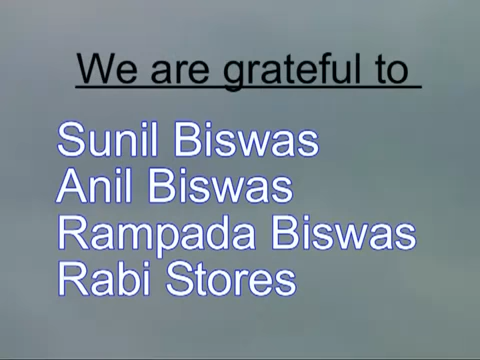 We are grateful to
Sunil Biswas
Anil Biswas
Rampada Biswas
Rabi Stores